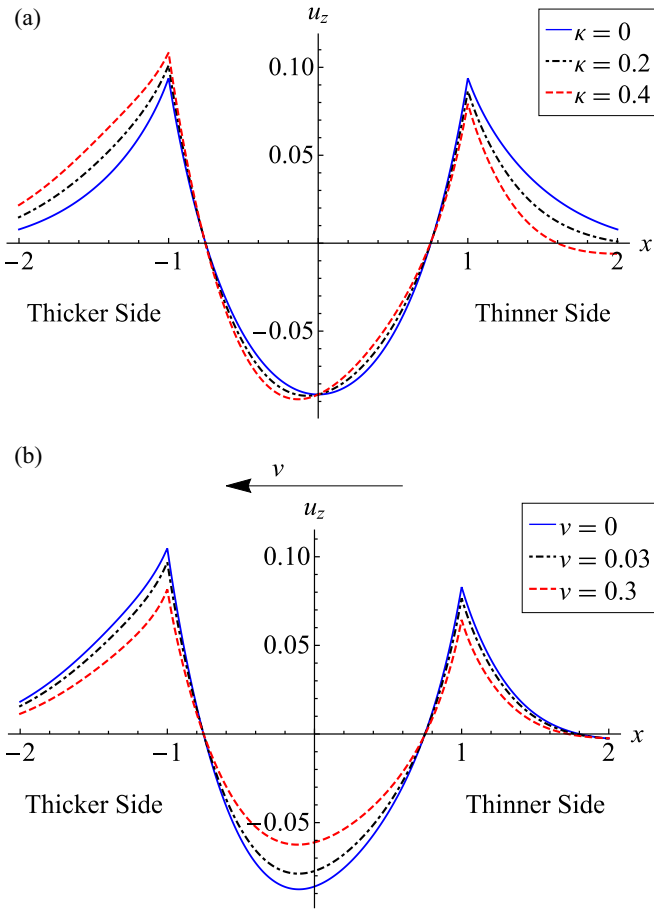 (a)
u_z
κ = 0
κ = 0.2
κ = 0.4
0.10
0.05
−2
−1
1
2
x
Thicker Side
Thinner Side
−0.05
(b)
v
u_z
v = 0
v = 0.03
v = 0.3
0.10
0.05
−2
−1
1
2
x
Thicker Side
Thinner Side
−0.05